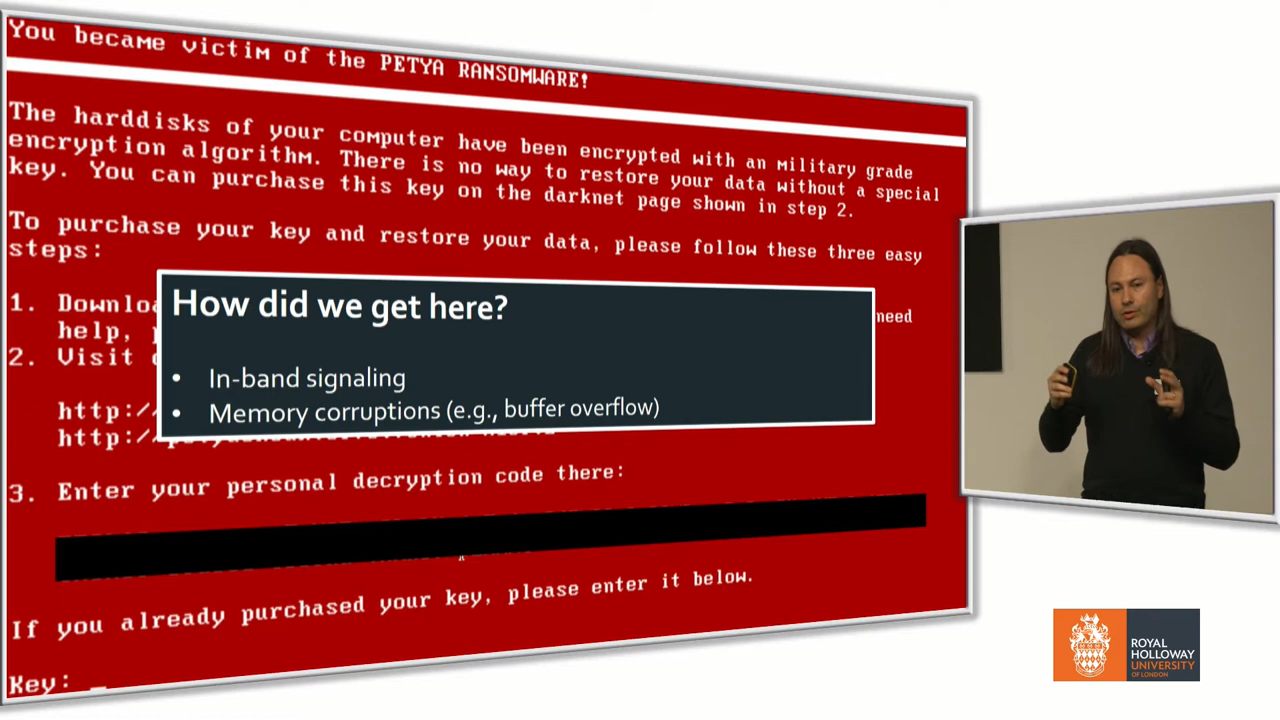 You became victim of the PETYA RANSOMWARE!
The harddisks of your computer have been encrypted with an military grade
encryption algorithm. There is no way to restore your data without a special
key. You can purchase this key on the darknet page shown in step 2.
To purchase your key and restore your data, please follow these three easy
steps:
1.
need
help,
2. Visit
How did we get here?
• In-band signaling
• Memory corruptions (e.g., buffer overflow)
http:/
http:/
3. Enter your personal decryption code there:
If you already purchased your key, please enter it below.
Key: _
ROYAL
HOLLOWAY
UNIVERSITY
OF LONDON